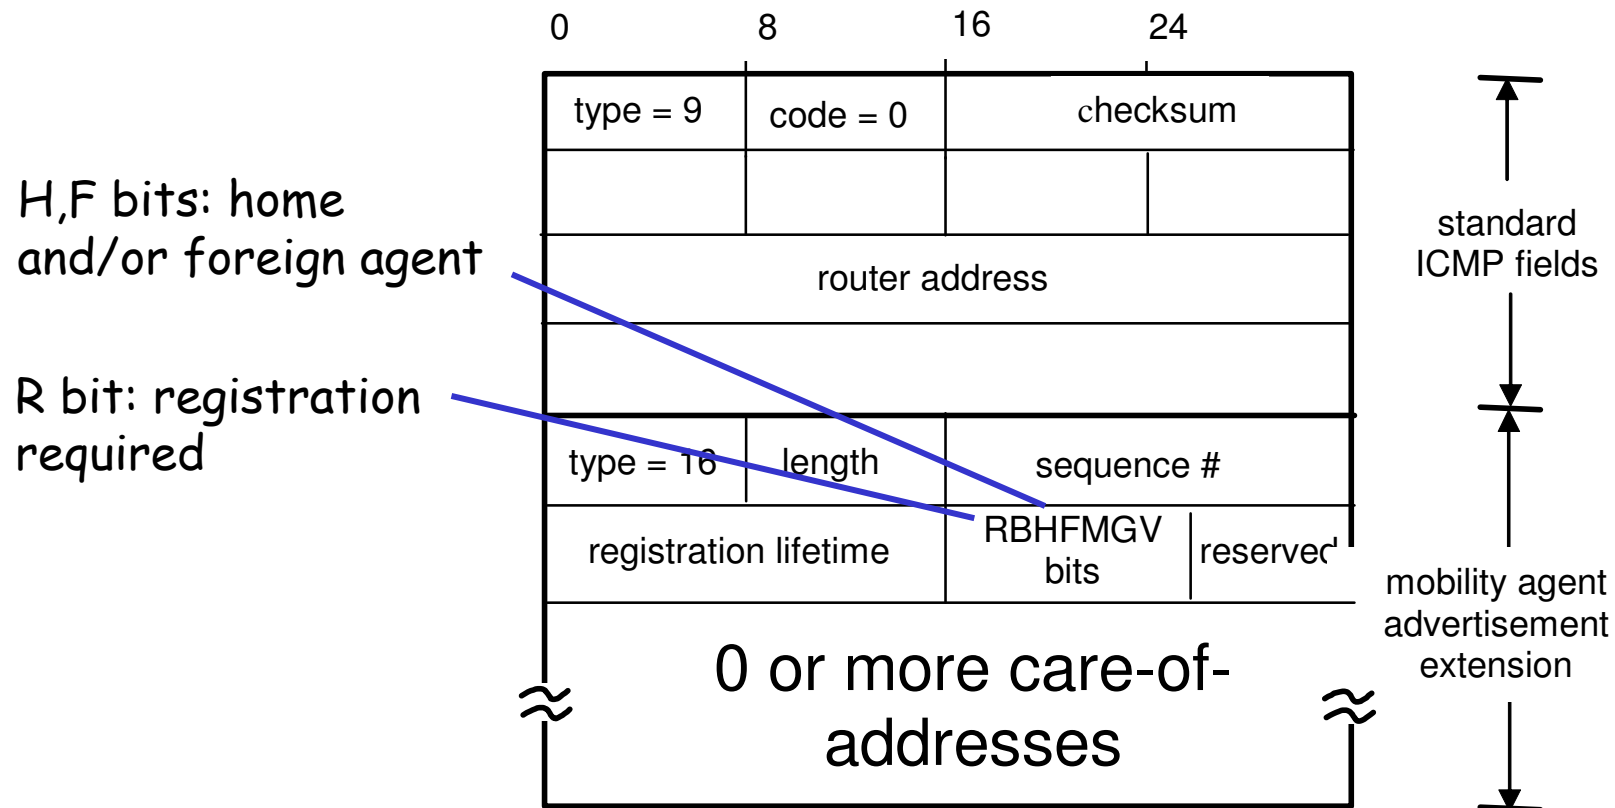 0 8 16 24
type = 9 code = 0 checksum
H,F bits: home
and/or foreign agent
standard
ICMP fields
router address
R bit: registration
required
type = 16 length sequence #
registration lifetime RBHFMGV
bits reserved
mobility agent
advertisement
extension
0 or more care-of-
addresses